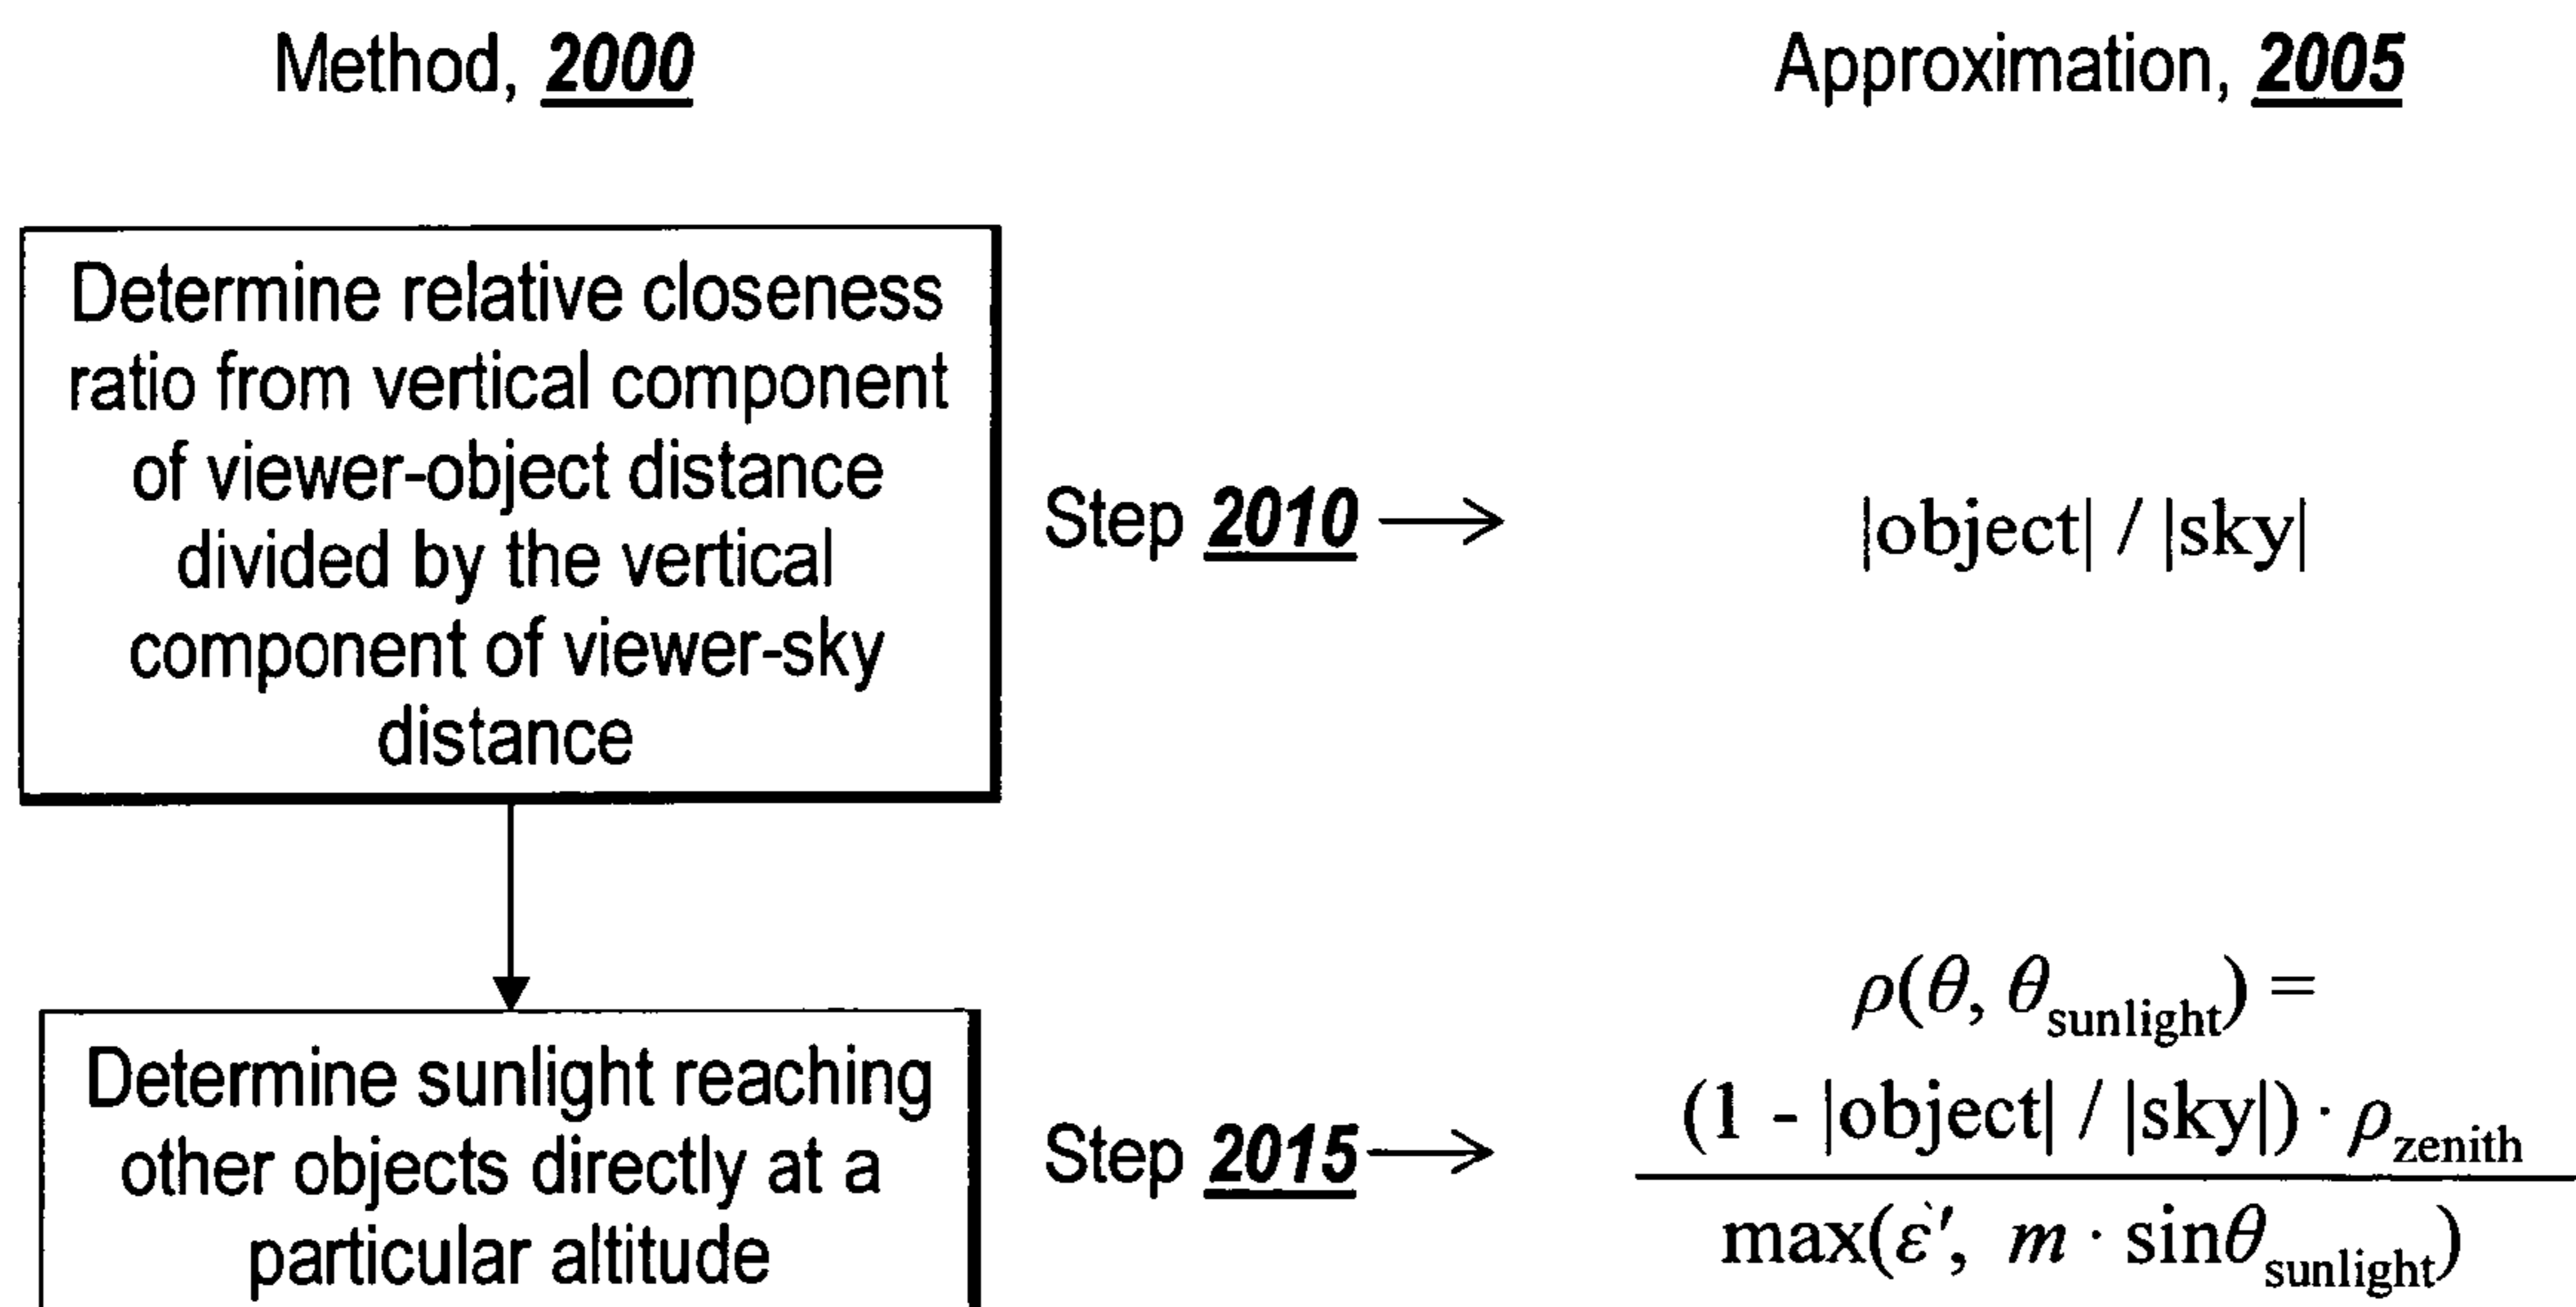 Method, 2000
Approximation, 2005
Determine relative closeness
ratio from vertical component
of viewer-object distance
divided by the vertical
component of viewer-sky
distance
Step 2010 →
|object| / |sky|
Determine sunlight reaching
other objects directly at a
particular altitude
Step 2015 →
ρ(θ, θsunlight) =
(1 - |object| / |sky|) · ρzenith
max(ε′, m · sinθsunlight)